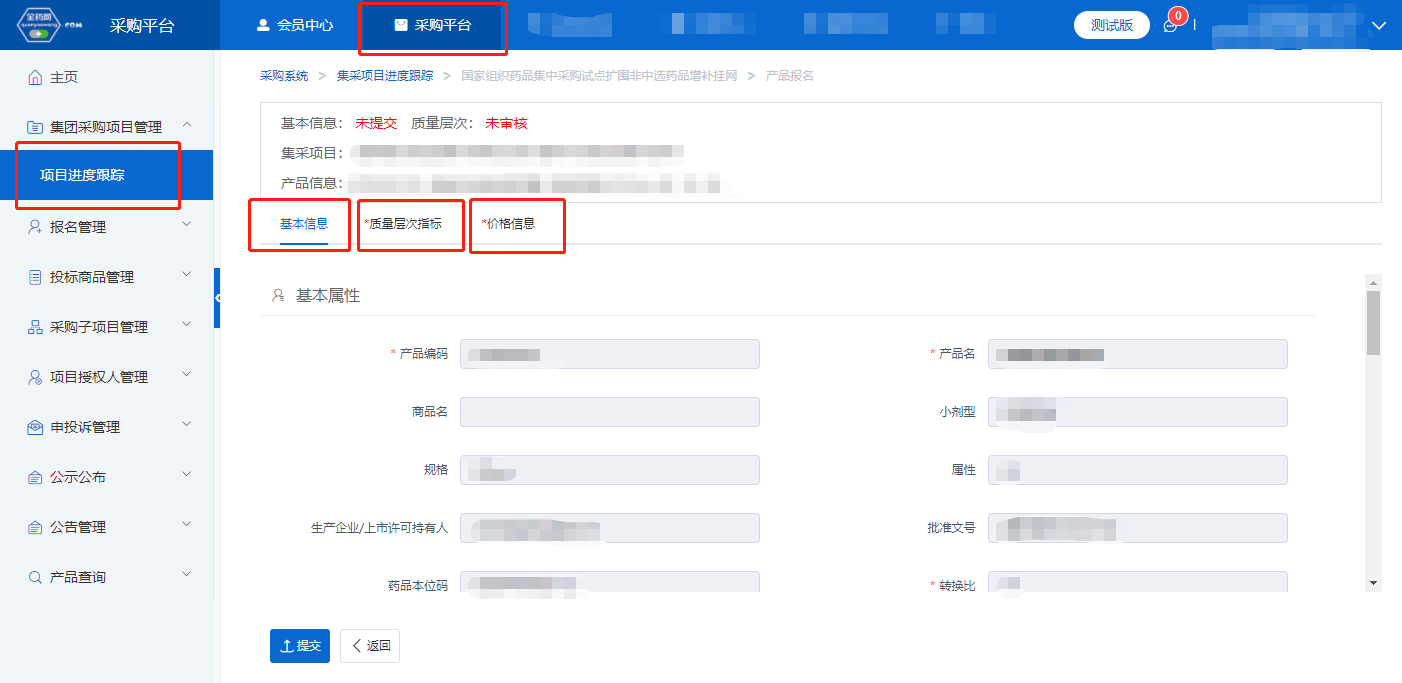 全药网
quanyaowang
.COM
采购平台
会员中心
采购平台
测试版
0
主页
集团采购项目管理
项目进度跟踪
报名管理
投标商品管理
采购子项目管理
项目授权人管理
申投诉管理
公示公布
公告管理
产品查询
采购系统 > 集采项目进度跟踪 > 国家组织药品集中采购试点扩围非中选药品增补挂网 > 产品报名
基本信息: 未提交 质量层次: 未审核
集采项目:
产品信息:
基本信息 *质量层次指标 *价格信息
基本属性
* 产品编码 * 产品名
商品名 小剂型
规格 属性
生产企业/上市许可持有人 批准文号
药品本位码 * 转换比
提交 返回